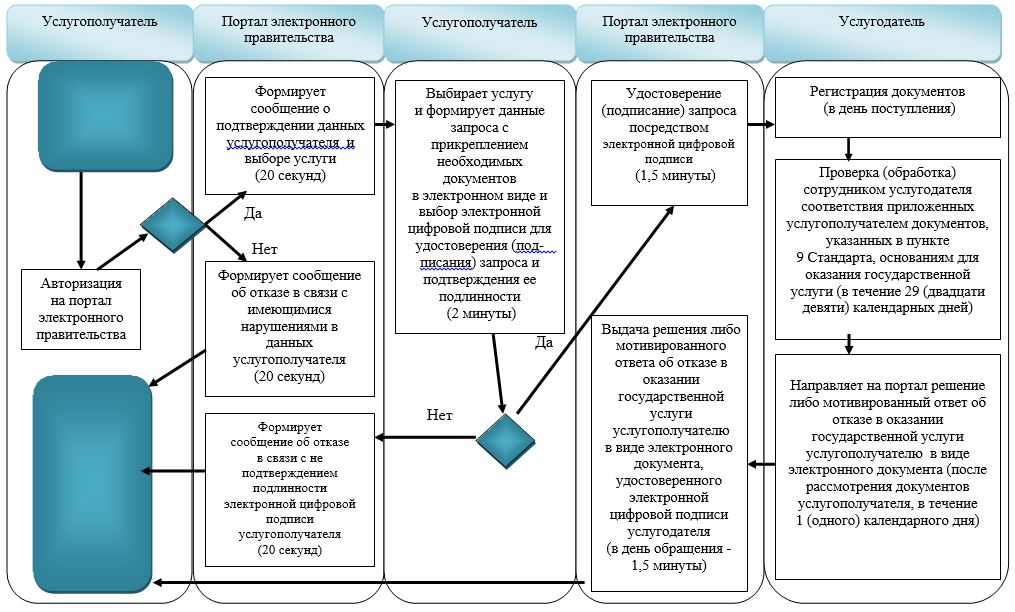 Услугополучатель
Портал электронного
правительства
Услугополучатель
Портал электронного
правительства
Услугодатель
Авторизация
на портал
электронного
правительства
Формирует
сообщение о
подтверждении данных
услугополучателя и
выборе услуги
(20 секунд)
Да
Нет
Формирует сообщение
об отказе в связи с
имеющимися
нарушениями в
данных
услугополучателя
(20 секунд)
Формирует
сообщение об отказе
в связи с не
подтверждением
подлинности
электронной цифровой
подписи
услугополучателя
(20 секунд)
Выбирает услугу
и формирует данные
запроса с
прикреплением
необходимых
документов
в электронном виде и
выбор электронной
цифровой подписи для
удостоверения (под-
писания) запроса и
подтверждения ее
подлинности
(2 минуты)
Да
Нет
Удостоверение
(подписание) запроса
посредством
электронной цифровой
подписи
(1,5 минуты)
Выдача решения либо
мотивированного
ответа об отказе в
оказании
государственной
услуги
услугополучателю
в виде электронного
документа,
удостоверенного
электронной
цифровой подписи
услугодателя
(в день обращения -
1,5 минуты)
Регистрация документов
(в день поступления)
Проверка (обработка)
сотрудником услугодателя
соответствия приложенных
услугополучателем документов,
указанных в пункте
9 Стандарта, основаниям для
оказания государственной
услуги (в течение 29 (двадцати
девяти) календарных дней)
Направляет на портал решение
либо мотивированный ответ об
отказе в оказании
государственной услуги
услугополучателю в виде
электронного документа (после
рассмотрения документов
услугополучателя, в течение
1 (одного) календарного дня)